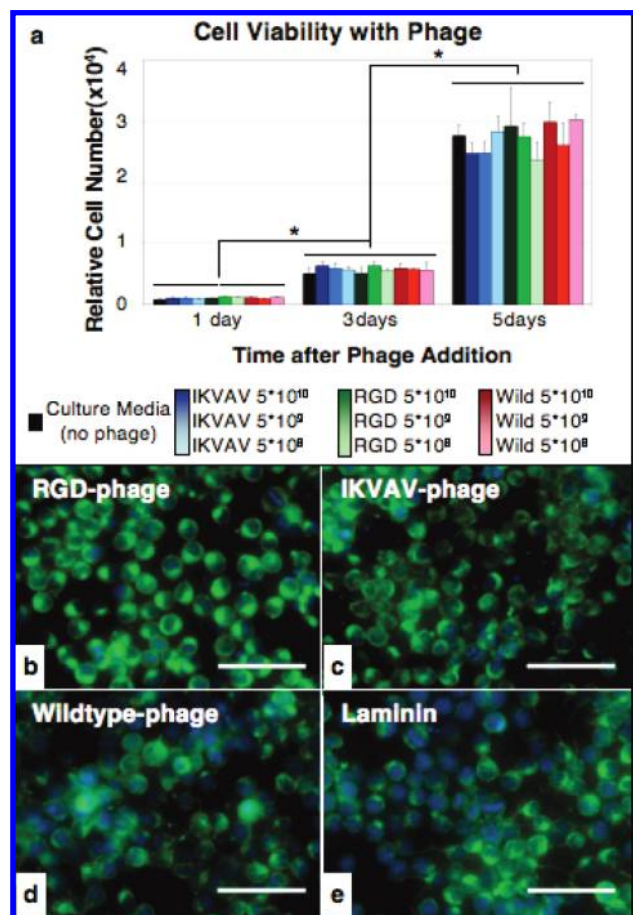 a
Cell Viability with Phage
Relative Cell Number(x10⁴)
4
3
2
1
0
*
*
1 day
3days
5days
Time after Phage Addition
Culture Media
(no phage)
IKVAV 5*10¹⁰
IKVAV 5*10⁹
IKVAV 5*10⁸
RGD 5*10¹⁰
RGD 5*10⁹
RGD 5*10⁸
Wild 5*10¹⁰
Wild 5*10⁹
Wild 5*10⁸
RGD-phage
b
IKVAV-phage
c
Wildtype-phage
d
Laminin
e